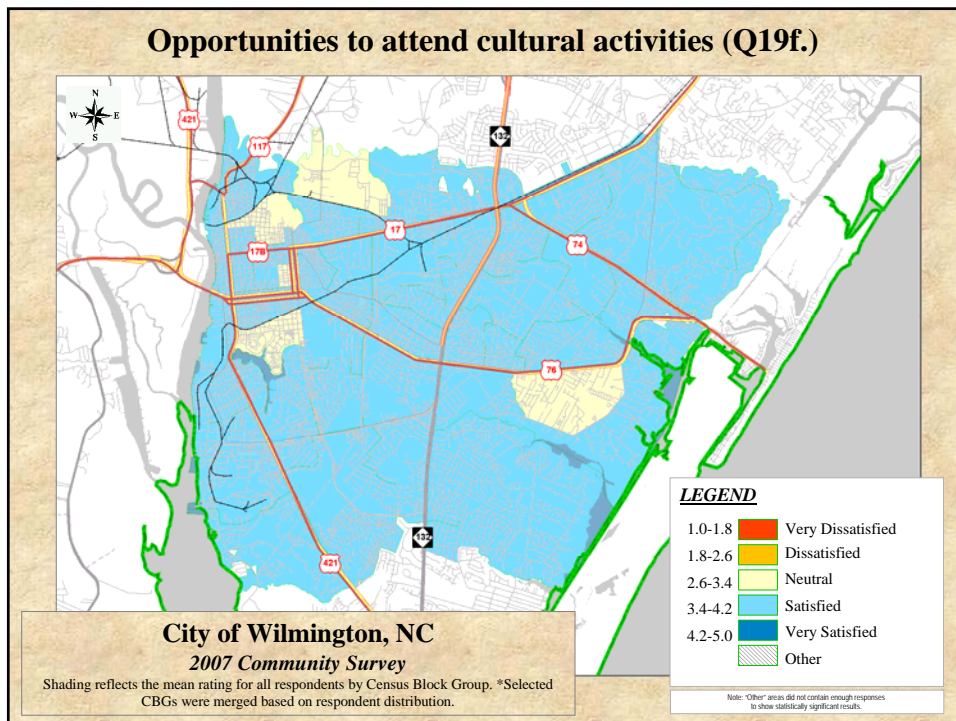 Opportunities to attend cultural activities (Q19f.)
N
W E
S
421
117
132
17
17B
74
76
132
421
LEGEND
1.0-1.8 Very Dissatisfied
1.8-2.6 Dissatisfied
2.6-3.4 Neutral
3.4-4.2 Satisfied
4.2-5.0 Very Satisfied
Other
City of Wilmington, NC
2007 Community Survey
Shading reflects the mean rating for all respondents by Census Block Group. *Selected
CBGs were merged based on respondent distribution.
Note: "Other" areas did not contain enough responses
to show statistically significant results.